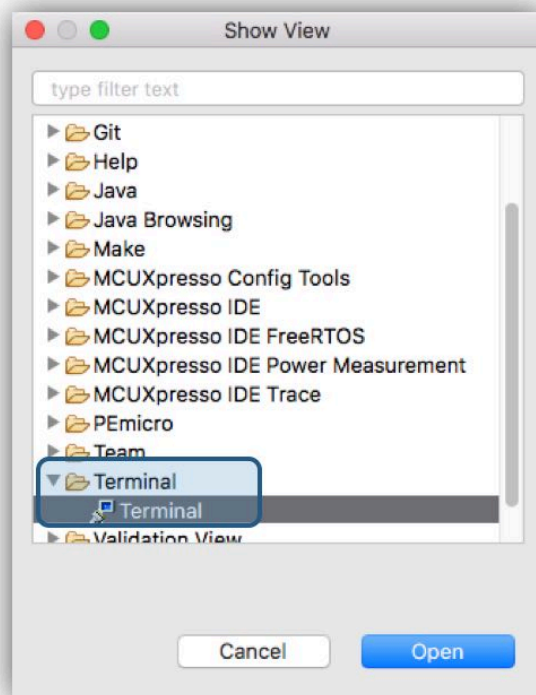 Show View
type filter text
Git
Help
Java
Java Browsing
Make
MCUXpresso Config Tools
MCUXpresso IDE
MCUXpresso IDE FreeRTOS
MCUXpresso IDE Power Measurement
MCUXpresso IDE Trace
PEmicro
Team
Terminal
Terminal
Validation View
Cancel
Open